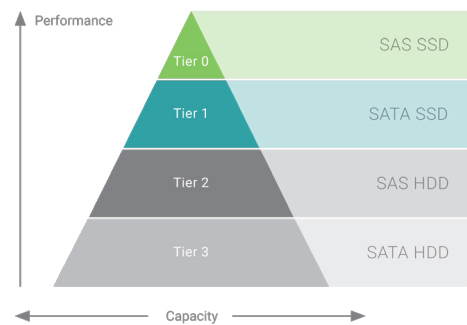 Performance
Tier 0
SAS SSD
Tier 1
SATA SSD
Tier 2
SAS HDD
Tier 3
SATA HDD
Capacity